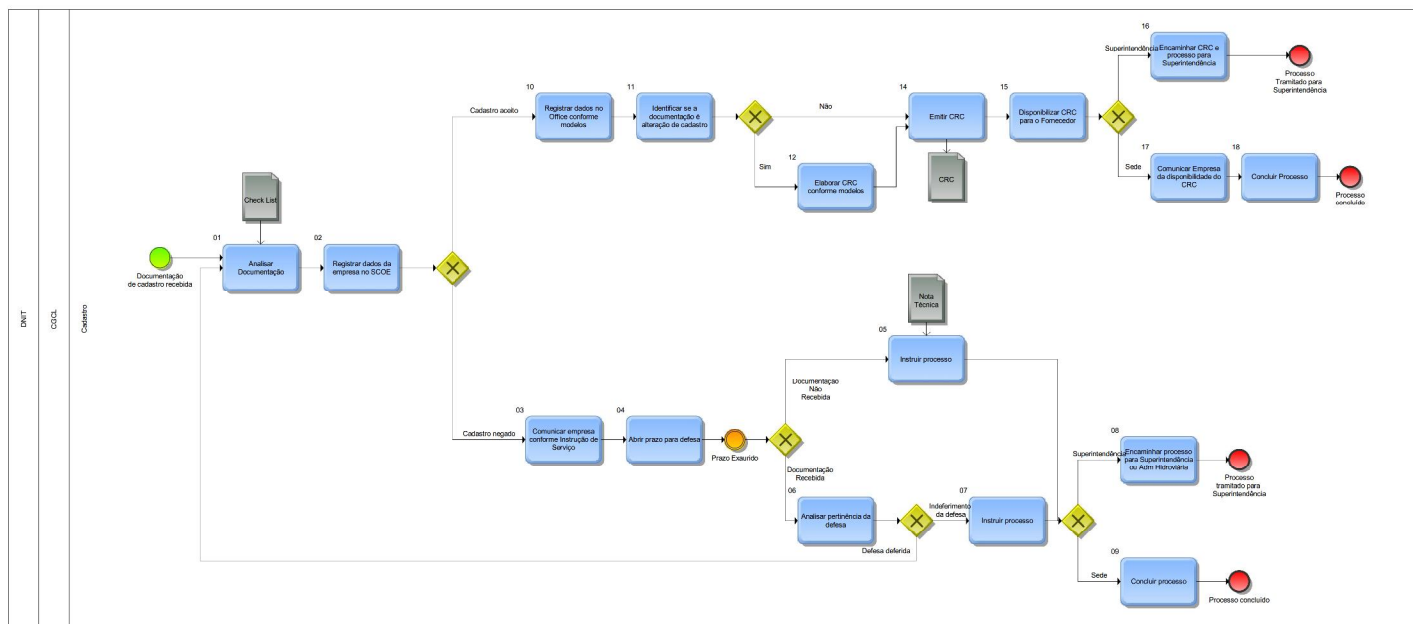 DNIT
CGCL
Cadastro
Documentação
de cadastro recebida
Check List
01
Analisar
Documentação
02
Registrar dados da
empresa no SCOE
Cadastro aceito
10
Registrar dados no
Office conforme
modelos
11
Identificar se a
documentação é
alteração de cadastro
Não
Sim
12
Elaborar CRC
conforme modelos
14
Emitir CRC
CRC
15
Disponibilizar CRC
para o Fornecedor
Superintendência
16
Encaminhar CRC e
processo para
Superintendência
Processo
Tramitado para
Superintendência
Sede
17
Comunicar Empresa
da disponibilidade do
CRC
18
Concluir Processo
Processo
concluído
Cadastro negado
03
Comunicar empresa
conforme Instrução de
Serviço
04
Abrir prazo para defesa
Prazo Exaurido
Documentação
Não
Recebida
Nota
Técnica
05
Instruir processo
Documentação
Recebida
06
Analisar pertinência da
defesa
Indeferimento
da defesa
Defesa deferida
07
Instruir processo
Superintendência
08
Encaminhar processo
para Superintendência
ou Adm Hidroviária
Processo
tramitado para
Superintendência
Sede
09
Concluir processo
Processo concluído